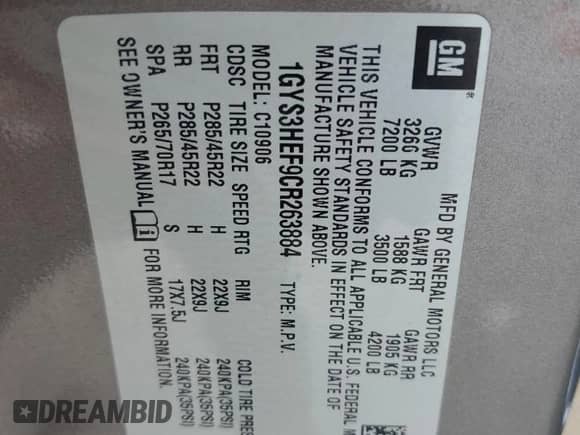 GM
®
MFD BY GENERAL MOTORS LLC
GVWR GAWR FRT GAWR RR
3260 KG 1588 KG 1905 KG
7200 LB 3500 LB 4200 LB
THIS VEHICLE CONFORMS TO ALL APPLICABLE U.S. FEDERAL
VEHICLE SAFETY STANDARDS IN EFFECT ON THE DATE OF
MANUFACTURE SHOWN ABOVE.
1GYS3HEF9CR263884 TYPE: M.P.V.
MODEL: C10906
CDSC TIRE SIZE SPEED RTG RIM COLD TIRE PRES
FRT P285/45R22 H 22X9J 240KPA(35PSI)
RR P285/45R22 H 22X9J 240KPA(35PSI)
SPA P265/70R17 S 17X7.5J 240KPA(35PSI)
SEE OWNER'S MANUAL i FOR MORE INFORMATION.
DREAMBID